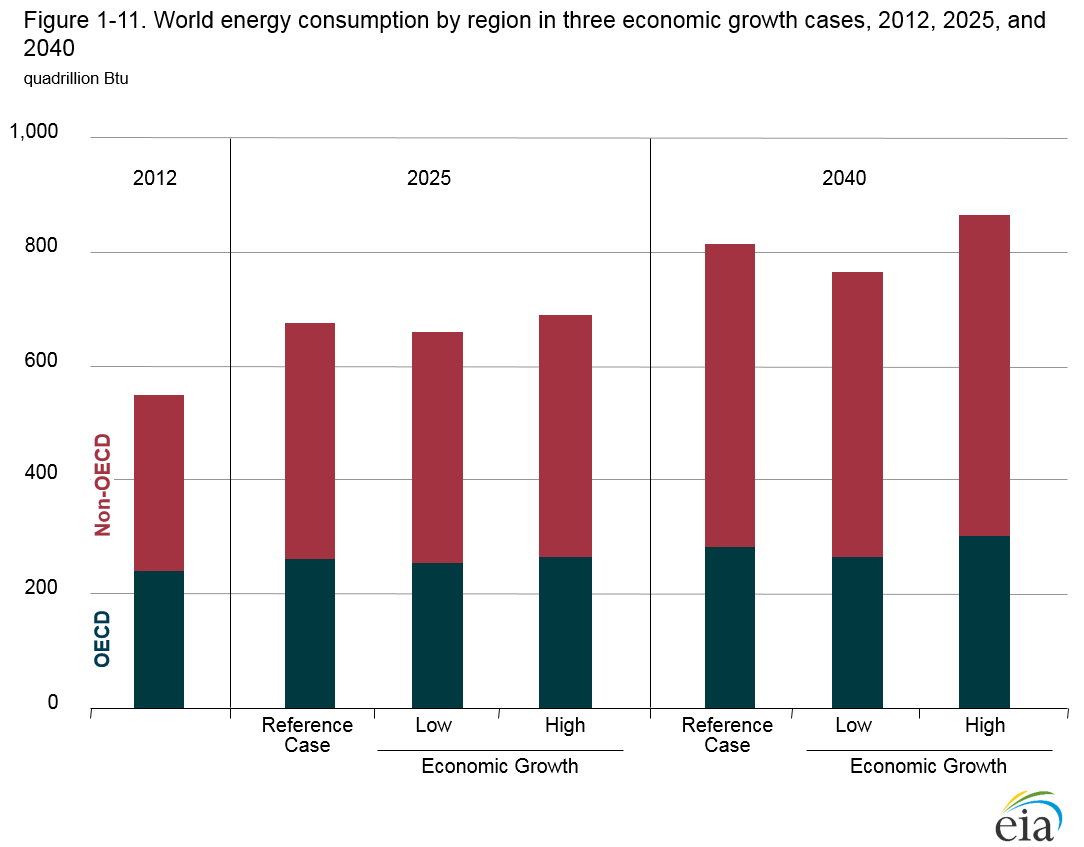 Figure 1-11. World energy consumption by region in three economic growth cases, 2012, 2025, and
2040
quadrillion Btu
1,000
2012
2025
2040
800
600
400
200
0
Non-OECD
OECD
Reference
Case
Low
High
Economic Growth
Reference
Case
Low
High
Economic Growth
eia